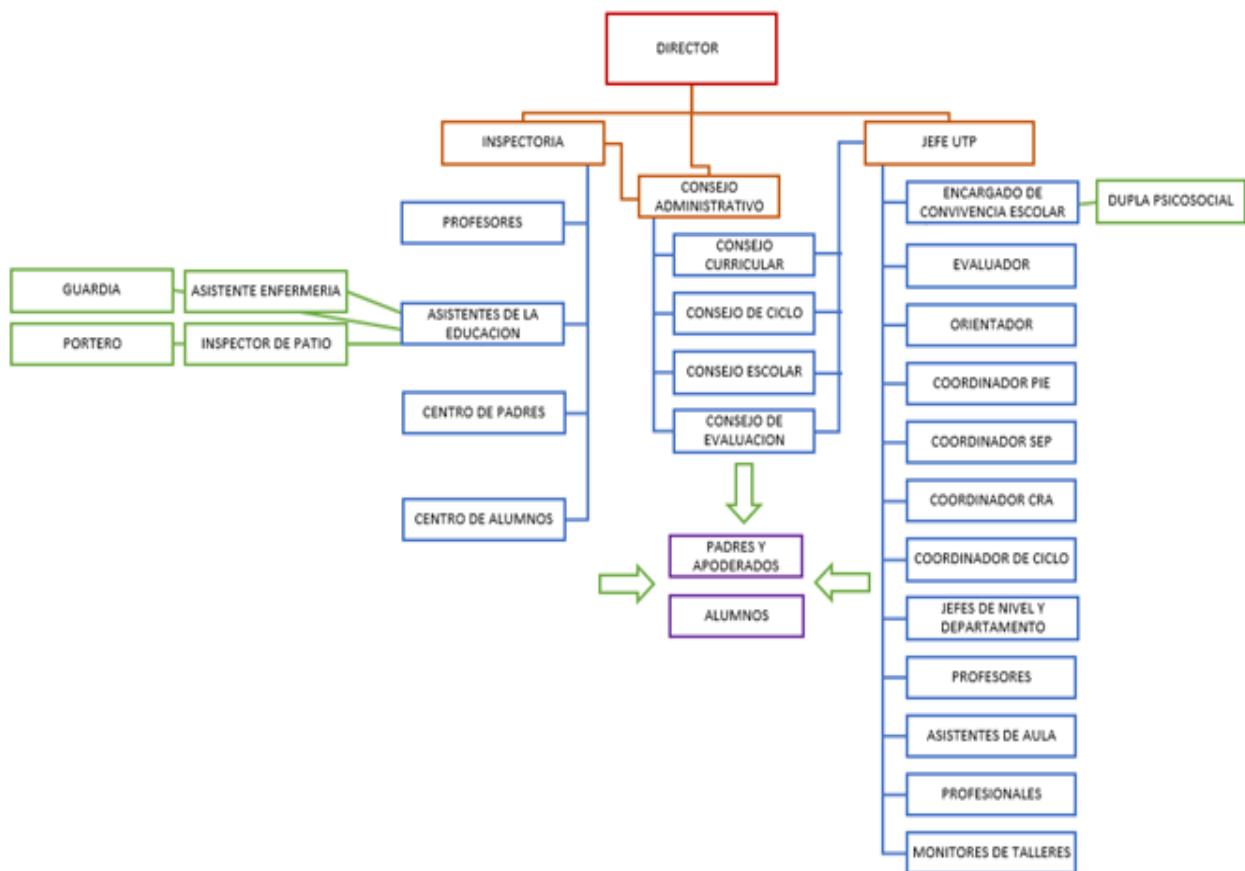 DIRECTOR
INSPECTORIA
JEFE UTP
CONSEJO
ADMINISTRATIVO
PROFESORES
ASISTENTES DE LA
EDUCACION
CENTRO DE PADRES
CENTRO DE ALUMNOS
GUARDIA
ASISTENTE ENFERMERIA
PORTERO
INSPECTOR DE PATIO
CONSEJO
CURRICULAR
CONSEJO DE CICLO
CONSEJO ESCOLAR
CONSEJO DE
EVALUACION
PADRES Y
APODERADOS
ALUMNOS
ENCARGADO DE
CONVIVENCIA ESCOLAR
DUPLA PSICOSOCIAL
EVALUADOR
ORIENTADOR
COORDINADOR PIE
COORDINADOR SEP
COORDINADOR CRA
COORDINADOR DE CICLO
JEFES DE NIVEL Y
DEPARTAMENTO
PROFESORES
ASISTENTES DE AULA
PROFESIONALES
MONITORES DE TALLERES